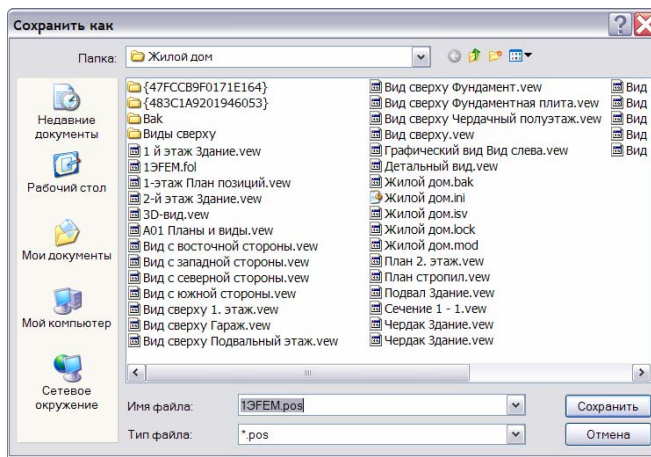 Сохранить как
Папка:
Жилой дом
Недавние документы
Рабочий стол
Мои документы
Мой компьютер
Сетевое окружение
{47FCCB9F0171E164}
{483C1A9201946053}
Bak
Виды сверху
1 й этаж Здание.vew
1ЭFEM.fol
1-этаж План позиций.vew
2-й этаж Здание.vew
3D-вид.vew
A01 Планы и виды.vew
Вид с восточной стороны.vew
Вид с западной стороны.vew
Вид с северной стороны.vew
Вид с южной стороны.vew
Вид сверху 1. этаж.vew
Вид сверху Гараж.vew
Вид сверху Подвальный этаж.vew
Вид сверху Фундамент.vew
Вид сверху Фундаментная плита.vew
Вид сверху Чердачный полуэтаж.vew
Вид сверху.vew
Графический вид Вид слева.vew
Детальный вид.vew
Жилой дом.bak
Жилой дом.ini
Жилой дом.isv
Жилой дом.lock
Жилой дом.mod
План 2. этаж.vew
План стропил.vew
Подвал Здание.vew
Сечение 1 - 1.vew
Чердак Здание.vew
Чердак Здание.vew
Вид
Вид
Вид
Вид
Вид
Имя файла:
1ЭFEM.pos
Сохранить
Тип файла:
*.pos
Отмена